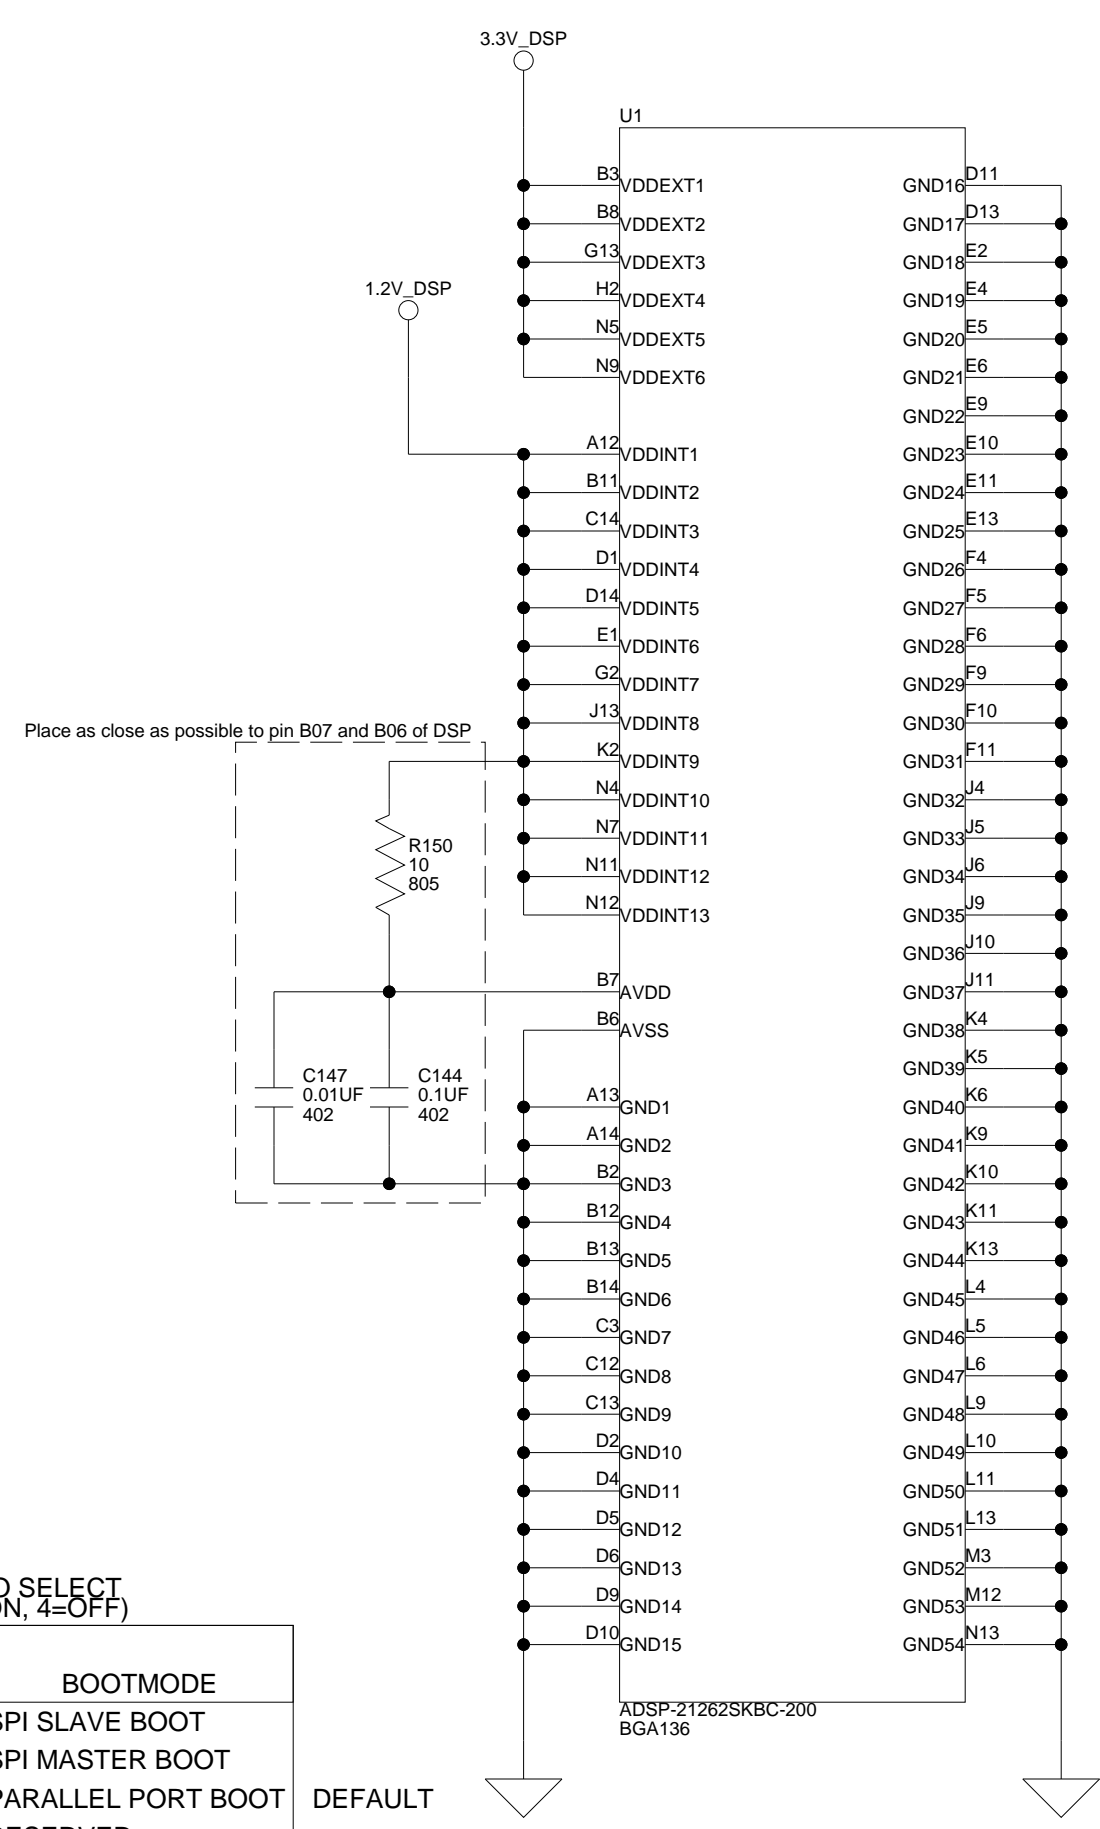 3.3V_DSP
U1
B3 VDDEXT1 GND16 D11
B8 VDDEXT2 GND17 D13
G13 VDDEXT3 GND18 E2
1.2V_DSP
H2 VDDEXT4 GND19 E4
N5 VDDEXT5 GND20 E5
N9 VDDEXT6 GND21 E6
GND22 E9
A12 VDDINT1 GND23 E10
B11 VDDINT2 GND24 E11
C14 VDDINT3 GND25 E13
D1 VDDINT4 GND26 F4
D14 VDDINT5 GND27 F5
E1 VDDINT6 GND28 F6
G2 VDDINT7 GND29 F9
J13 VDDINT8 GND30 F10
Place as close as possible to pin B07 and B06 of DSP
K2 VDDINT9 GND31 F11
N4 VDDINT10 GND32 J4
N7 VDDINT11 GND33 J5
R150
10
805
N11 VDDINT12 GND34 J6
N12 VDDINT13 GND35 J9
GND36 J10
B7 AVDD GND37 J11
B6 AVSS GND38 K4
GND39 K5
C147
0.01UF
402
C144
0.1UF
402
A13 GND1 GND40 K6
A14 GND2 GND41 K9
B2 GND3 GND42 K10
B12 GND4 GND43 K11
B13 GND5 GND44 K13
B14 GND6 GND45 L4
C3 GND7 GND46 L5
C12 GND8 GND47 L6
C13 GND9 GND48 L9
D2 GND10 GND49 L10
D4 GND11 GND50 L11
D5 GND12 GND51 L13
D6 GND13 GND52 M3
D9 GND14 GND53 M12
D10 GND15 GND54 N13
ADSP-21262SKBC-200
BGA136
SELECT
4=OFF)
BOOTMODE
SPI SLAVE BOOT
SPI MASTER BOOT
PARALLEL PORT BOOT DEFAULT